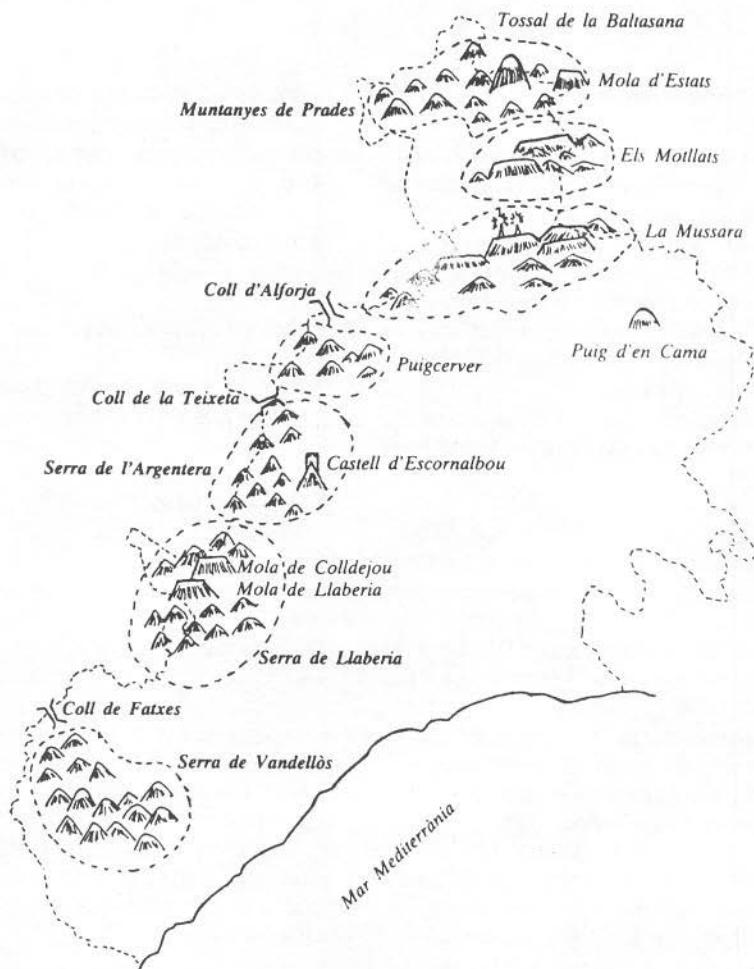 Tossal de la Baltasana
Mola d'Estats
Muntanyes de Prades
Els Motllats
La Mussara
Coll d'Alforja
Puig d'en Cama
Puigcerver
Coll de la Teixeta
Serra de l'Argentera
Castell d'Escornalbou
Mola de Colldejou
Mola de Llaberia
Serra de Llaberia
Coll de Fatxes
Serra de Vandellòs
Mar Mediterrània